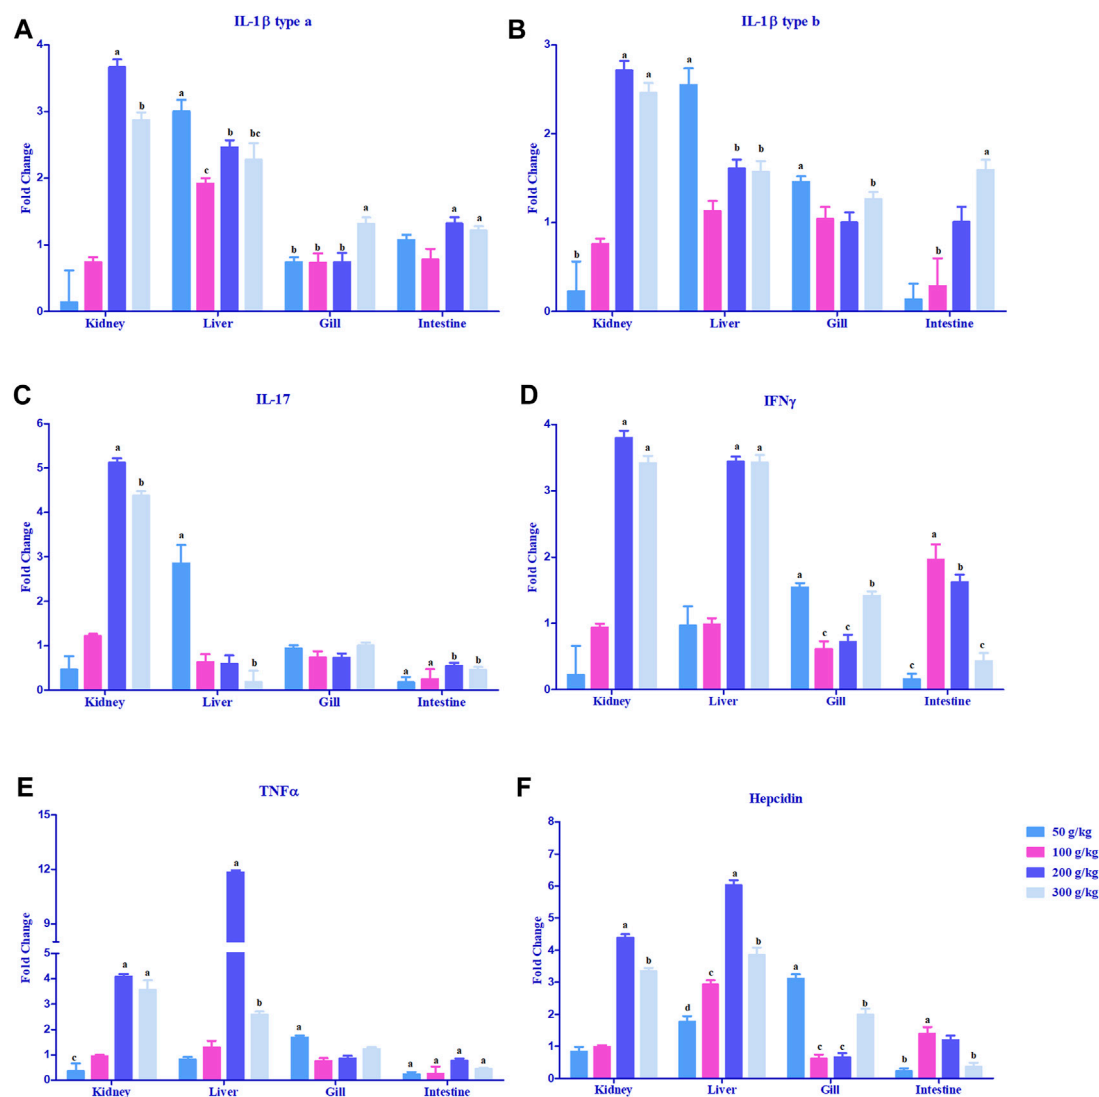 A
IL-1β type a
Fold Change
4
3
2
1
0
a
b
a
c
b
bc
b
b
b
a
a
a
Kidney
Liver
Gill
Intestine
B
IL-1β type b
Fold Change
3
2
1
0
b
a
a
b
b
a
b
b
a
Kidney
Liver
Gill
Intestine
C
IL-17
Fold Change
6
5
4
3
2
1
0
a
b
a
b
a
a
b
b
Kidney
Liver
Gill
Intestine
D
IFNγ
Fold Change
4
3
2
1
0
a
a
a
a
a
c
c
b
c
a
b
c
Kidney
Liver
Gill
Intestine
E
TNFα
Fold Change
15
12
9
5
4
3
2
1
0
c
a
a
a
b
a
a
a
a
a
Kidney
Liver
Gill
Intestine
F
Hepcidin
Fold Change
8
7
6
5
4
3
2
1
0
a
b
d
c
a
b
a
c
c
b
b
a
b
Kidney
Liver
Gill
Intestine
50 g/kg
100 g/kg
200 g/kg
300 g/kg